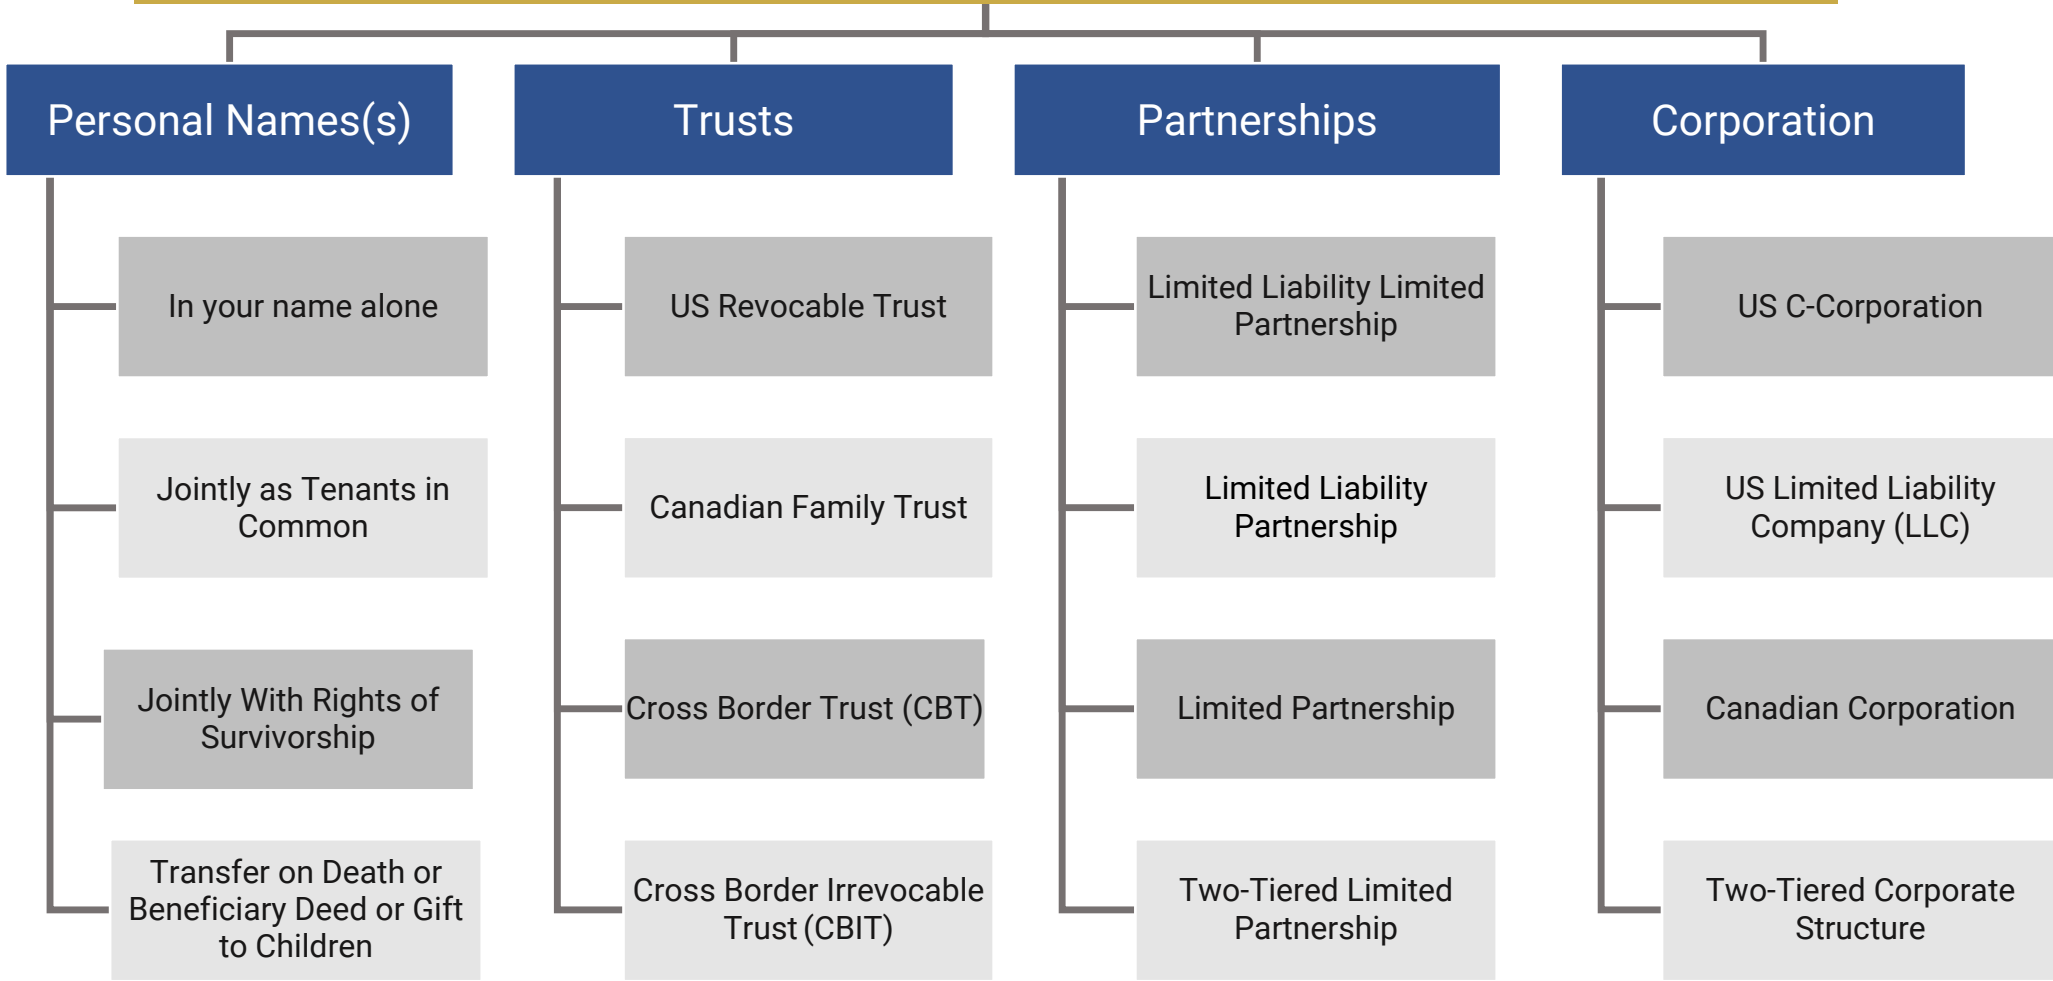 Personal Names(s)
Trusts
Partnerships
Corporation
In your name alone
US Revocable Trust
Limited Liability Limited
Partnership
US C-Corporation
Jointly as Tenants in
Common
Canadian Family Trust
Limited Liability
Partnership
US Limited Liability
Company (LLC)
Jointly With Rights of
Survivorship
Cross Border Trust (CBT)
Limited Partnership
Canadian Corporation
Transfer on Death or
Beneficiary Deed or Gift
to Children
Cross Border Irrevocable
Trust (CBIT)
Two-Tiered Limited
Partnership
Two-Tiered Corporate
Structure